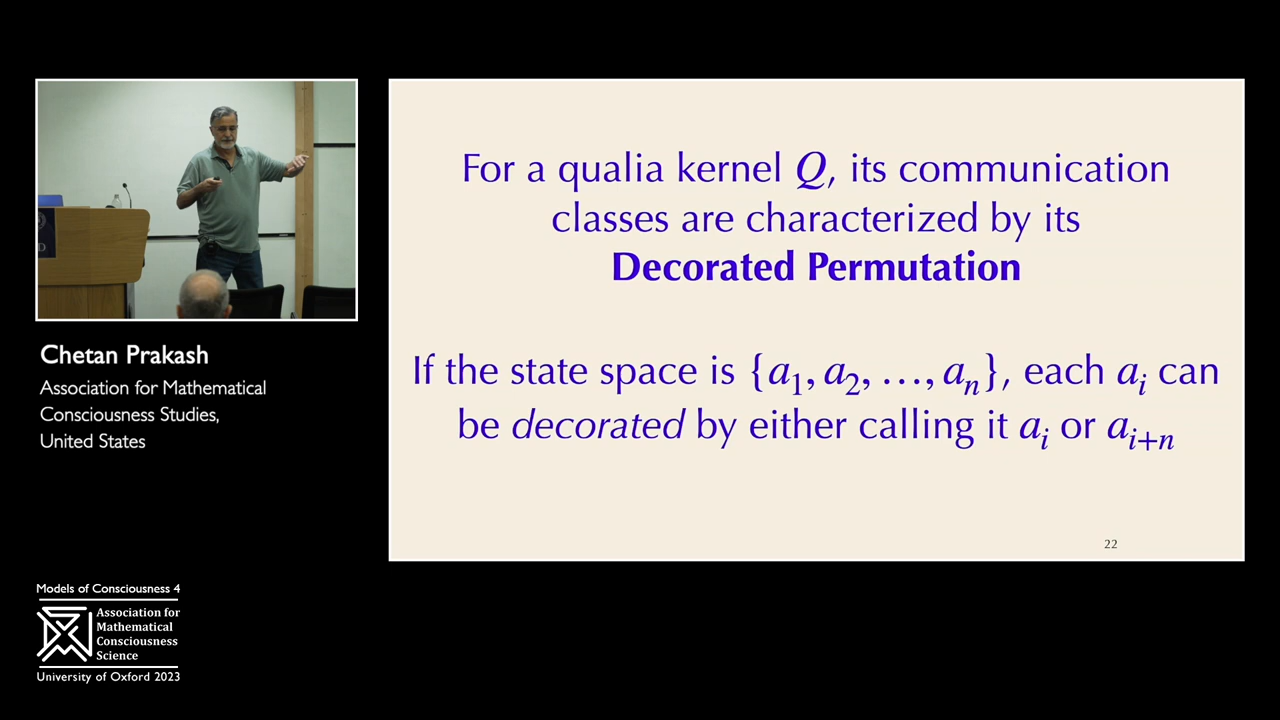 For a qualia kernel Q, its communication
classes are characterized by its
Decorated Permutation
If the state space is {a₁, a₂, …, aₙ}, each aᵢ can
be decorated by either calling it aᵢ or aᵢ₊ₙ
22
Chetan Prakash
Association for Mathematical
Consciousness Studies,
United States
Models of Consciousness 4
Association for
Mathematical
Consciousness
Science
University of Oxford 2023